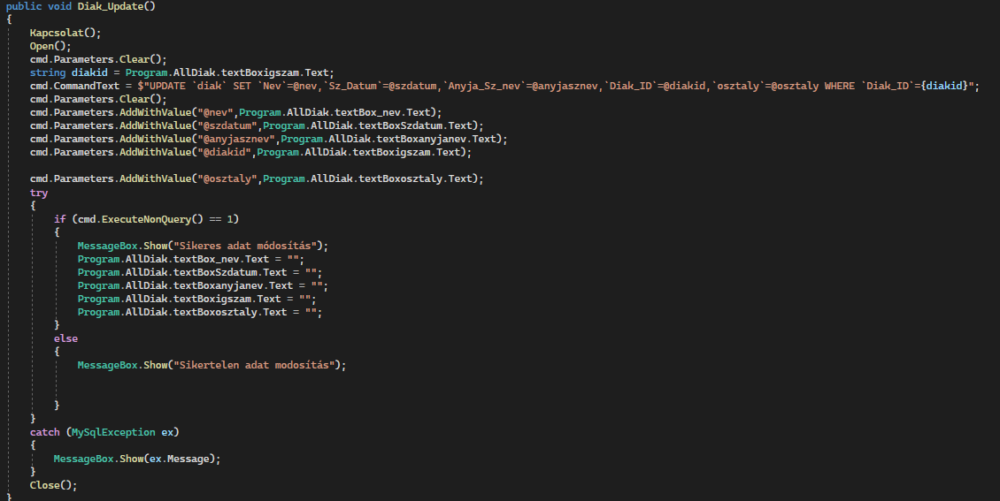 public void Diak_Update()
{
Kapcsolat();
Open();
cmd.Parameters.Clear();
string diakid = Program.AllDiak.textBoxigszam.Text;
cmd.CommandText = $"UPDATE `diak` SET `Nev`=@nev,`Sz_Datum`=@szdatum,`Anyja_Sz_nev`=@anyjasznev,`Diak_ID`=@diakid,`osztaly`=@osztaly WHERE `Diak_ID`={diakid}";
cmd.Parameters.Clear();
cmd.Parameters.AddWithValue("@nev",Program.AllDiak.textBox_nev.Text);
cmd.Parameters.AddWithValue("@szdatum",Program.AllDiak.textBoxSzdatum.Text);
cmd.Parameters.AddWithValue("@anyjasznev",Program.AllDiak.textBoxanyjanev.Text);
cmd.Parameters.AddWithValue("@diakid",Program.AllDiak.textBoxigszam.Text);
cmd.Parameters.AddWithValue("@osztaly",Program.AllDiak.textBoxosztaly.Text);
try
{
if (cmd.ExecuteNonQuery() == 1)
{
MessageBox.Show("Sikeres adat módosítás");
Program.AllDiak.textBox_nev.Text = "";
Program.AllDiak.textBoxSzdatum.Text = "";
Program.AllDiak.textBoxanyjanev.Text = "";
Program.AllDiak.textBoxigszam.Text = "";
Program.AllDiak.textBoxosztaly.Text = "";
}
else
{
MessageBox.Show("Sikertelen adat modosítás");
}
}
catch (MySqlException ex)
{
MessageBox.Show(ex.Message);
}
Close();
}